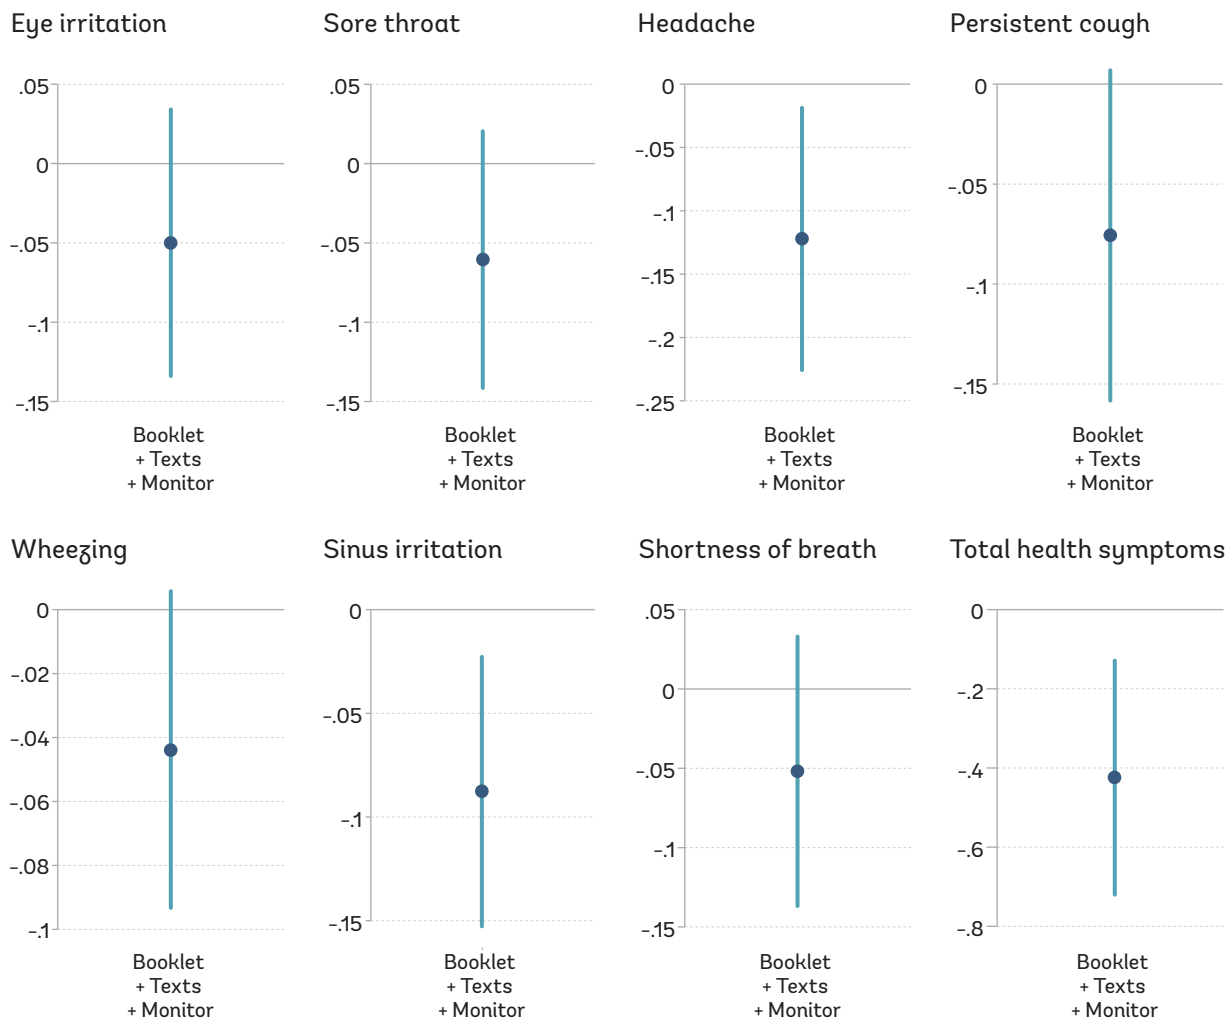 Eye irritation
.05
0
-.05
-.1
-.15
Booklet
+ Texts
+ Monitor
Sore throat
.05
0
-.05
-.1
-.15
Booklet
+ Texts
+ Monitor
Headache
0
-.05
-.1
-.15
-.2
-.25
Booklet
+ Texts
+ Monitor
Persistent cough
0
-.05
-.1
-.15
Booklet
+ Texts
+ Monitor
Wheezing
0
-.02
-.04
-.06
-.08
-.1
Booklet
+ Texts
+ Monitor
Sinus irritation
0
-.05
-.1
-.15
Booklet
+ Texts
+ Monitor
Shortness of breath
.05
0
-.05
-.1
-.15
Booklet
+ Texts
+ Monitor
Total health symptoms
0
-.2
-.4
-.6
-.8
Booklet
+ Texts
+ Monitor